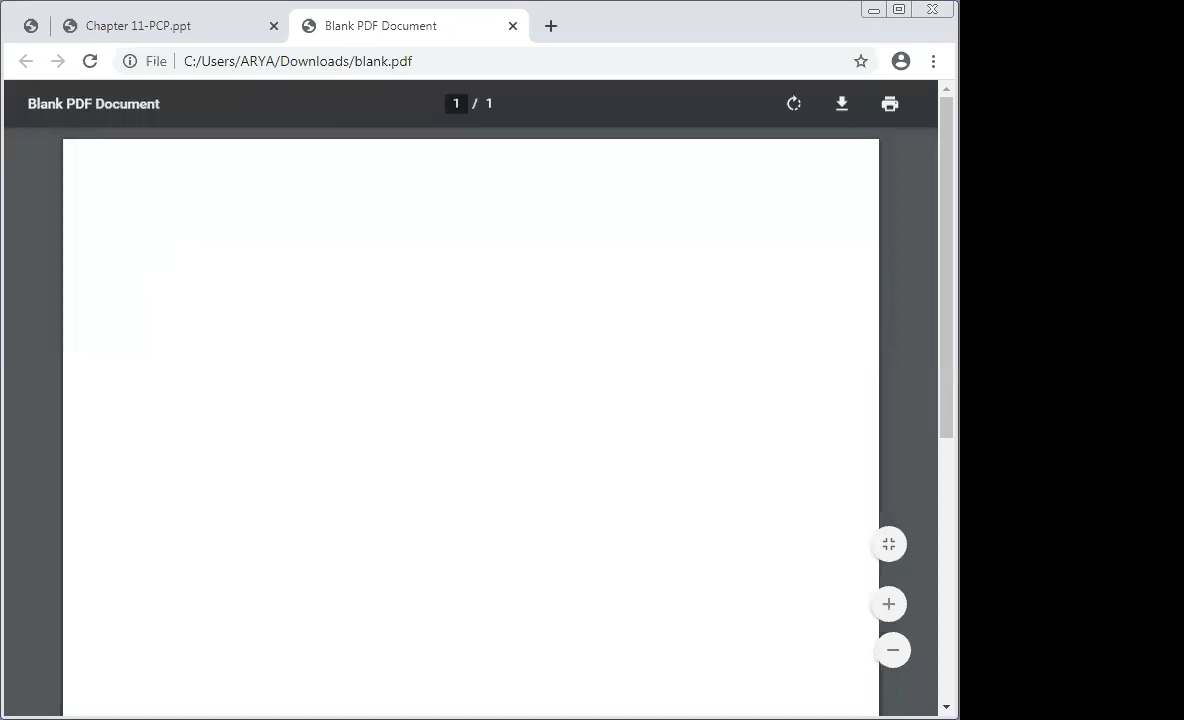 Chapter 11-PCP.ppt
Blank PDF Document
File
C:/Users/ARYA/Downloads/blank.pdf
Blank PDF Document
1 / 1